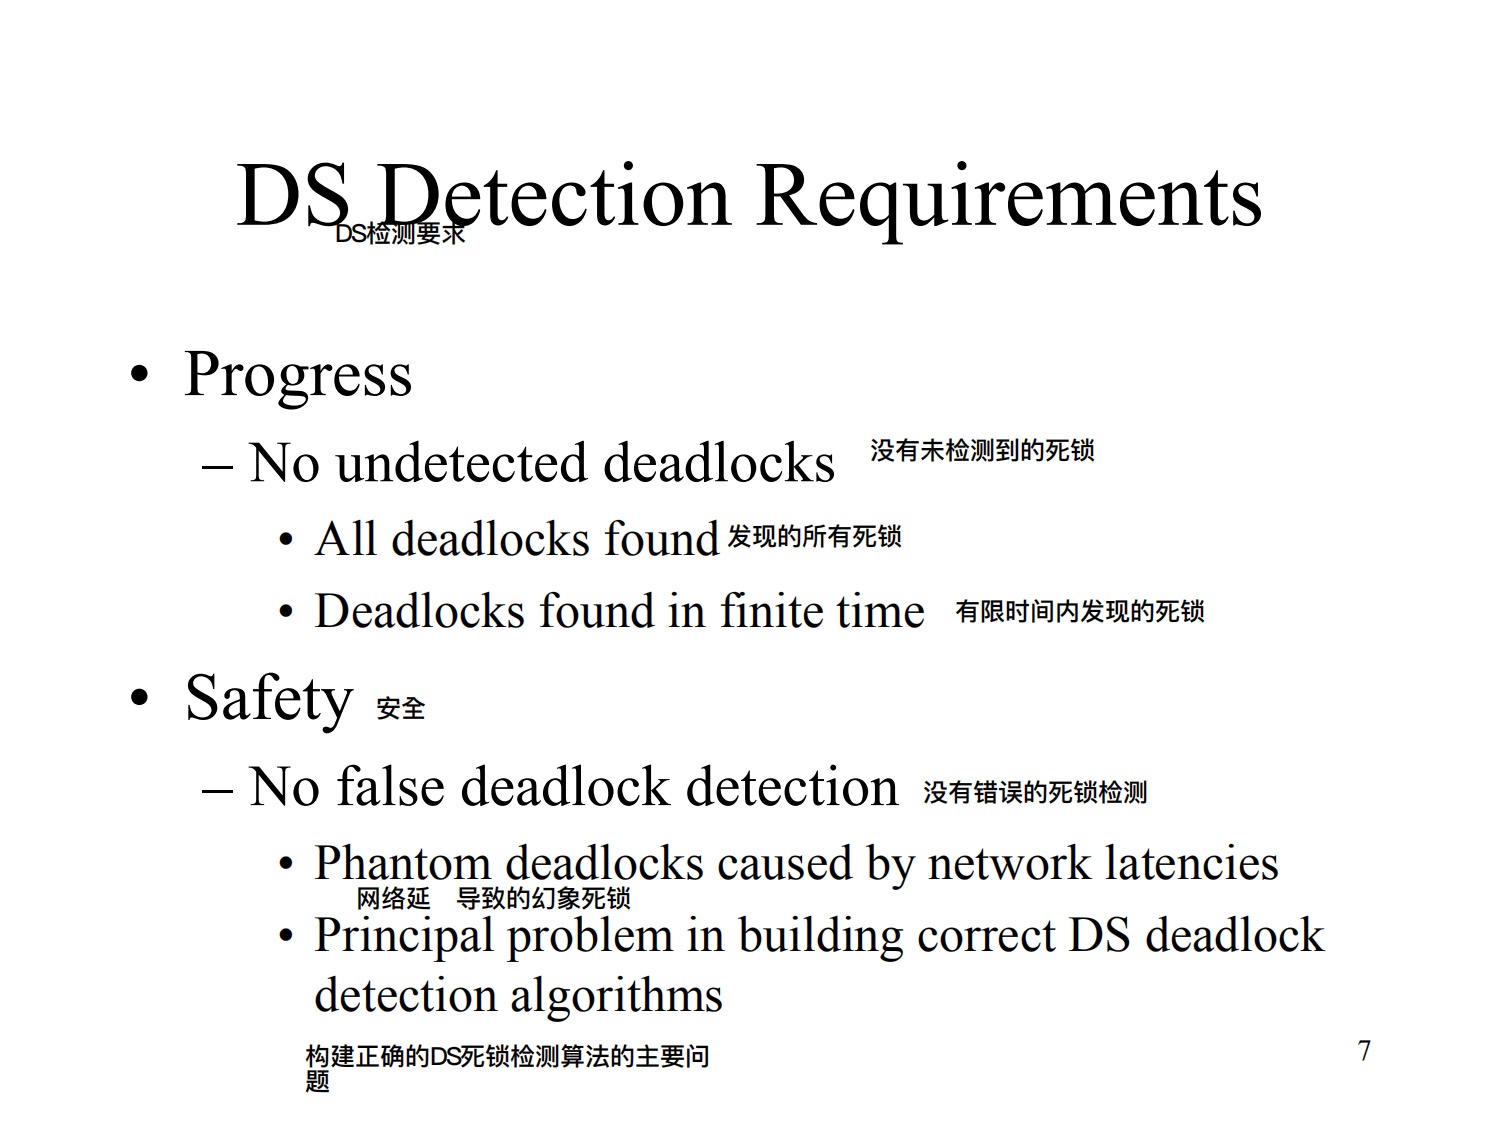 DS Detection Requirements
DS检测要求
• Progress
– No undetected deadlocks 没有未检测到的死锁
• All deadlocks found 发现的所有死锁
• Deadlocks found in finite time 有限时间内发现的死锁
• Safety 安全
– No false deadlock detection 没有错误的死锁检测
• Phantom deadlocks caused by network latencies
网络延 导致的幻象死锁
• Principal problem in building correct DS deadlock
detection algorithms
构建正确的DS死锁检测算法的主要问
题
7